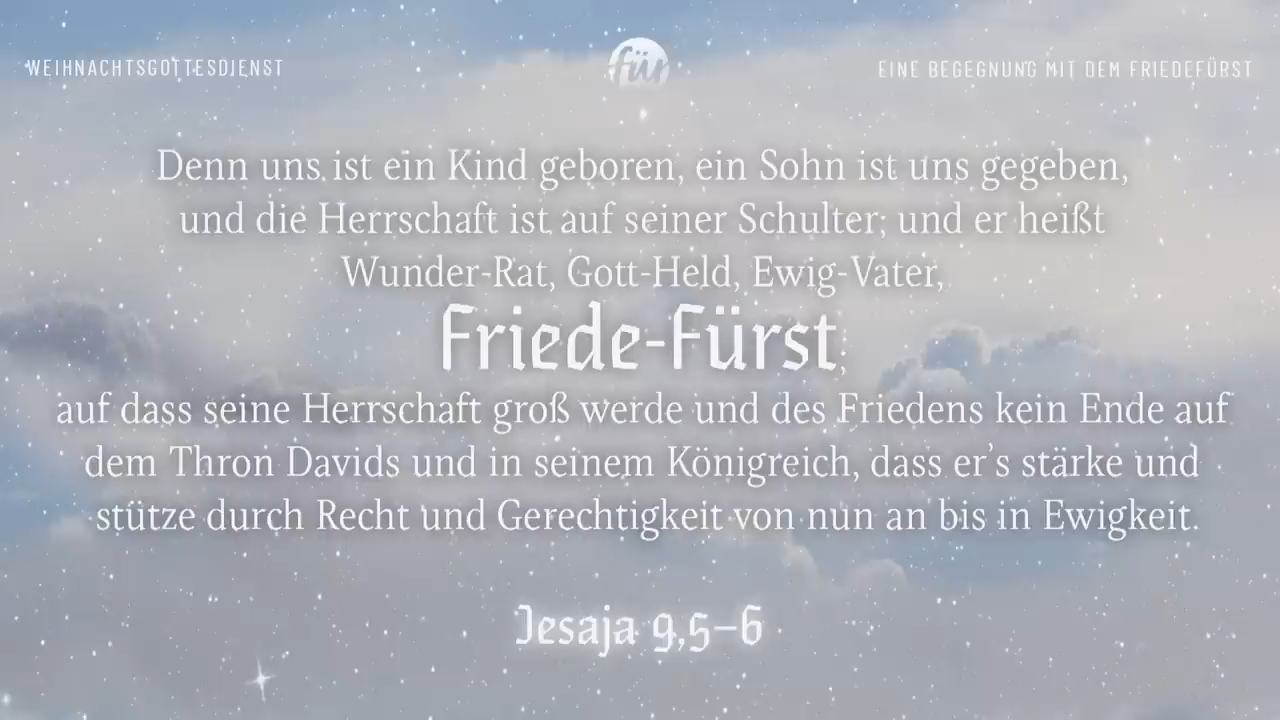 WEIHNACHTSGOTTESDIENST
für
EINE BEGEGNUNG MIT DEM FRIEDEFÜRST
Denn uns ist ein Kind geboren, ein Sohn ist uns gegeben,
und die Herrschaft ist auf seiner Schulter; und er heißt
Wunder-Rat, Gott-Held, Ewig-Vater,
Friede-Fürst;
auf dass seine Herrschaft groß werde und des Friedens kein Ende auf
dem Thron Davids und in seinem Königreich, dass er’s stärke und
stütze durch Recht und Gerechtigkeit von nun an bis in Ewigkeit.
Jesaja 9,5–6